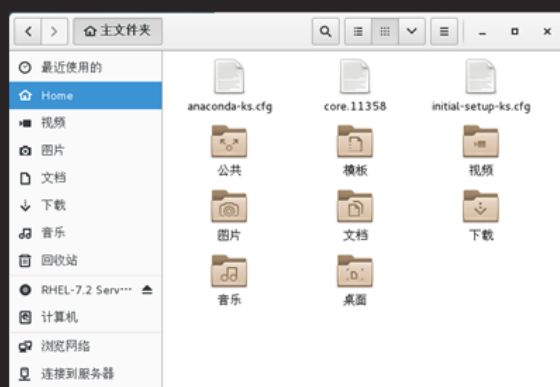 主文件夹
最近使用的
Home
视频
图片
文档
下载
音乐
回收站
RHEL-7.2 Serv···
计算机
浏览网络
连接到服务器
anaconda-ks.cfg
core.11358
initial-setup-ks.cfg
公共
模板
视频
图片
文档
下载
音乐
桌面